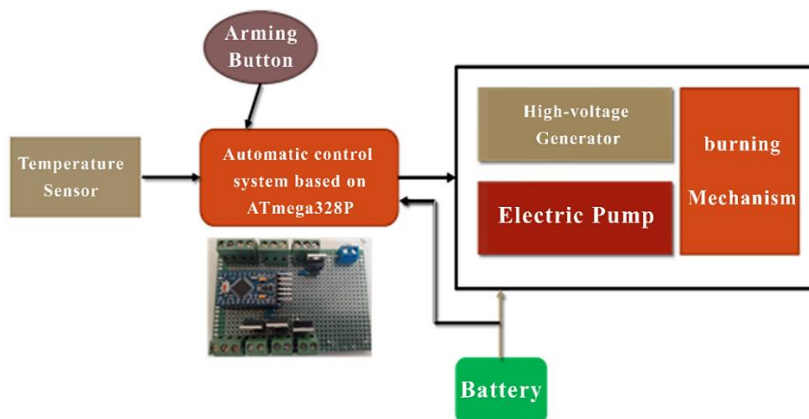 Arming
Button
Temperature
Sensor
Automatic control
system based on
ATmega328P
High-voltage
Generator
Electric Pump
burning
Mechanism
Battery